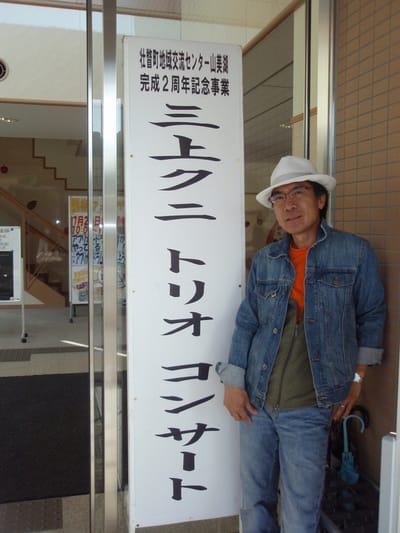 壮瞥町地域交流センター山美湖
完成2周年記念事業
三上クニ トリオ コンサート